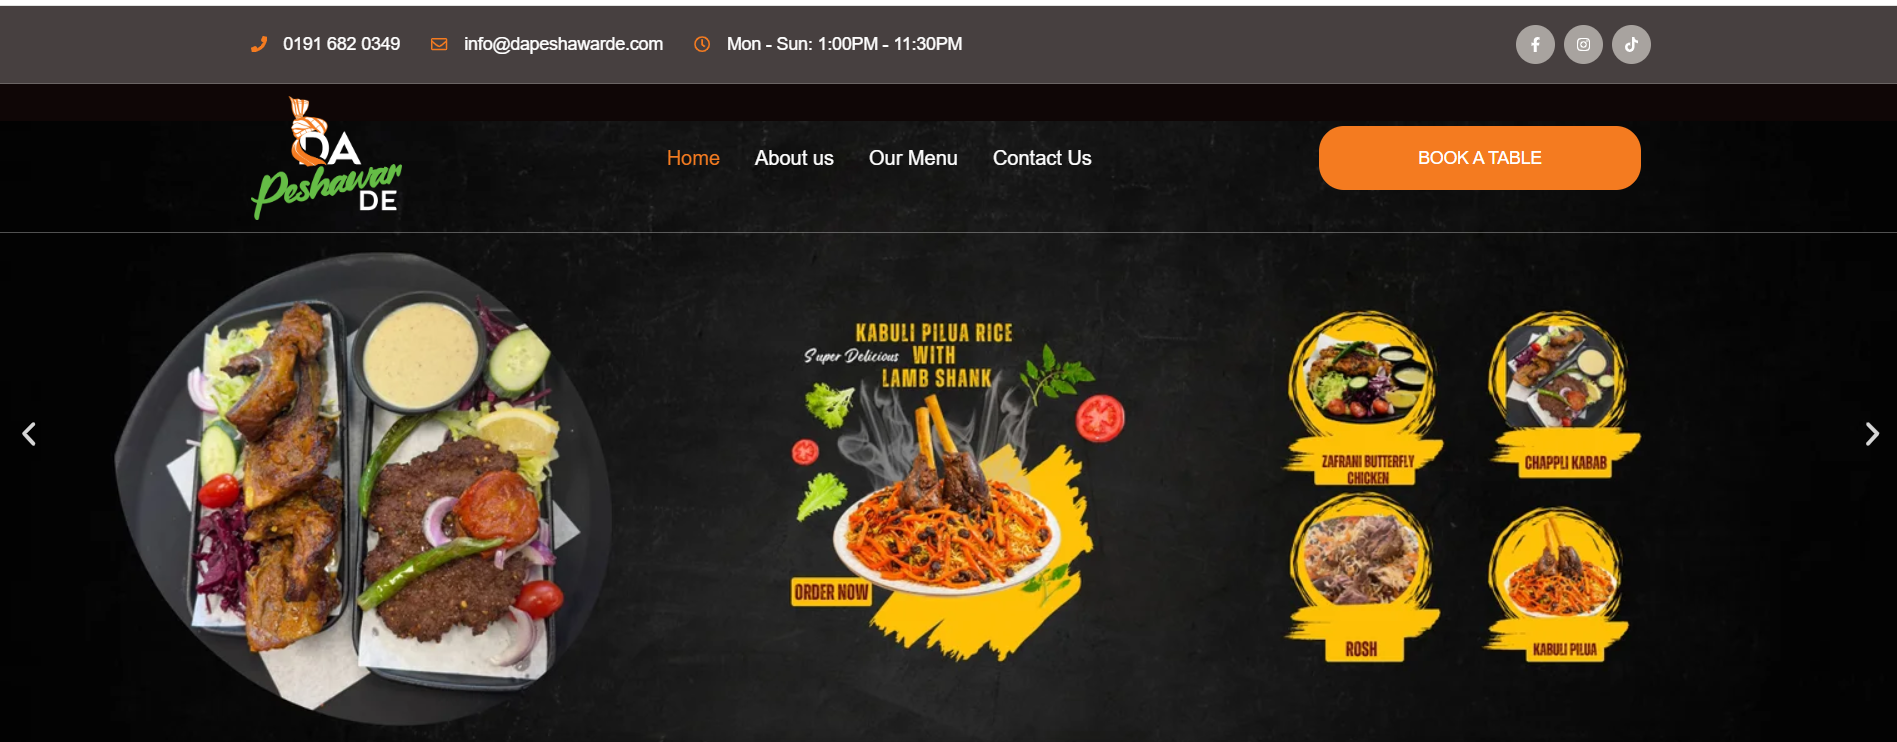 0191 682 0349
info@dapeshawarde.com
Mon - Sun: 1:00PM - 11:30PM
DA
Peshawar
DE
Home
About us
Our Menu
Contact Us
BOOK A TABLE
KABULI PILUA RICE
Super Delicious WITH
LAMB SHANK
ORDER NOW
ZAFRANI BUTTERFLY
CHICKEN
CHAPPLI KABAB
ROSH
KABULI PILUA